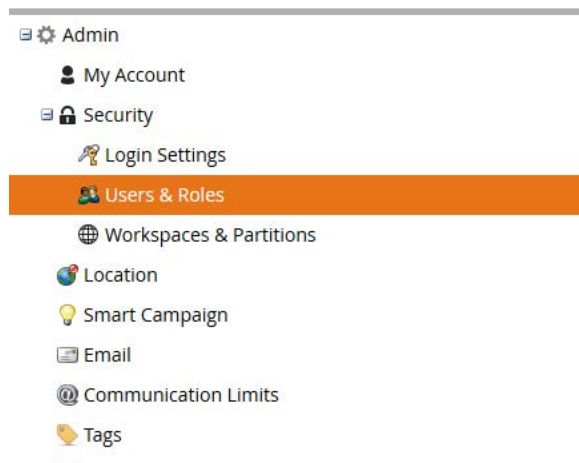 Admin
My Account
Security
Login Settings
Users & Roles
Workspaces & Partitions
Location
Smart Campaign
Email
Communication Limits
Tags